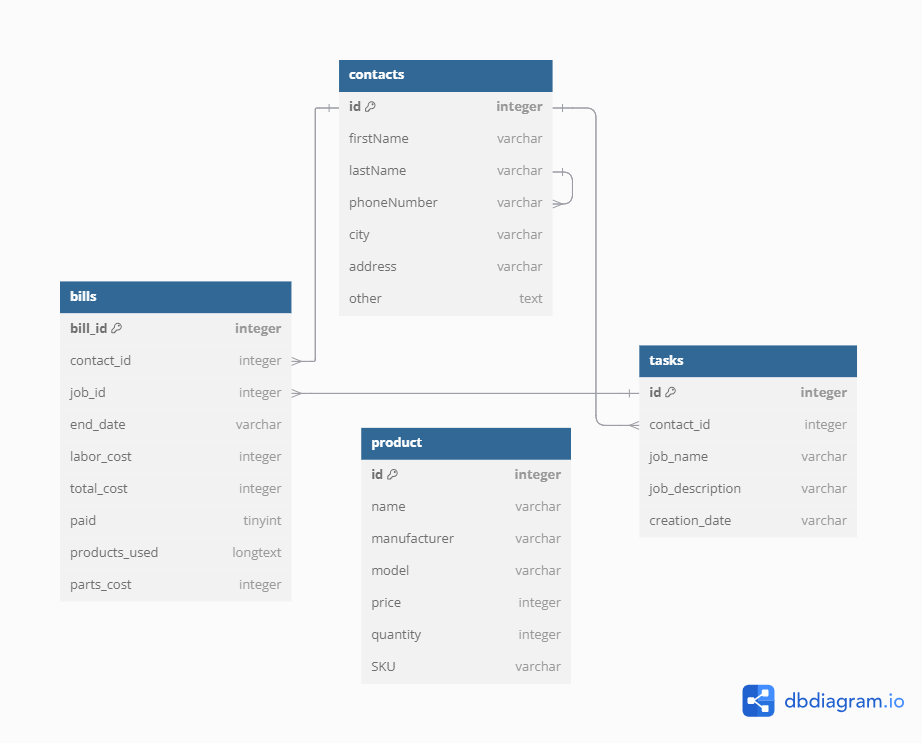 contacts
id integer
firstName varchar
lastName varchar
phoneNumber varchar
city varchar
address varchar
other text
bills
bill_id integer
contact_id integer
job_id integer
end_date varchar
labor_cost integer
total_cost integer
paid tinyint
products_used longtext
parts_cost integer
tasks
id integer
contact_id integer
job_name varchar
job_description varchar
creation_date varchar
product
id integer
name varchar
manufacturer varchar
model varchar
price integer
quantity integer
SKU varchar
dbdiagram.io